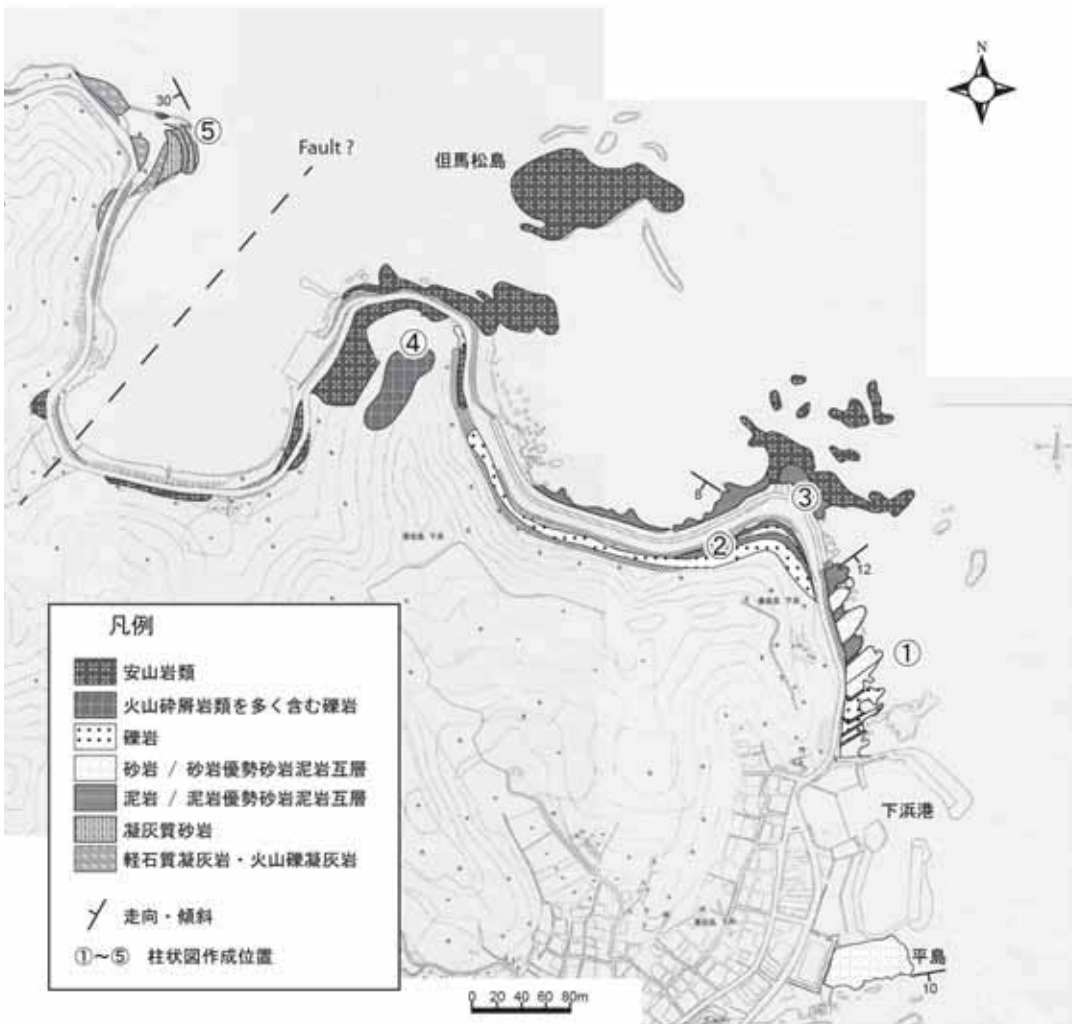 N
30
⑤
Fault ?
但馬松島
④
③
②
6
12
①
凡例
安山岩類
火山砕屑岩類を多く含む礫岩
礫岩
砂岩 / 砂岩優勢砂岩泥岩互層
泥岩 / 泥岩優勢砂岩泥岩互層
凝灰質砂岩
軽石質凝灰岩・火山礫凝灰岩
走向・傾斜
①~⑤ 柱状図作成位置
下浜港
平島
10
0 20 40 60 80m